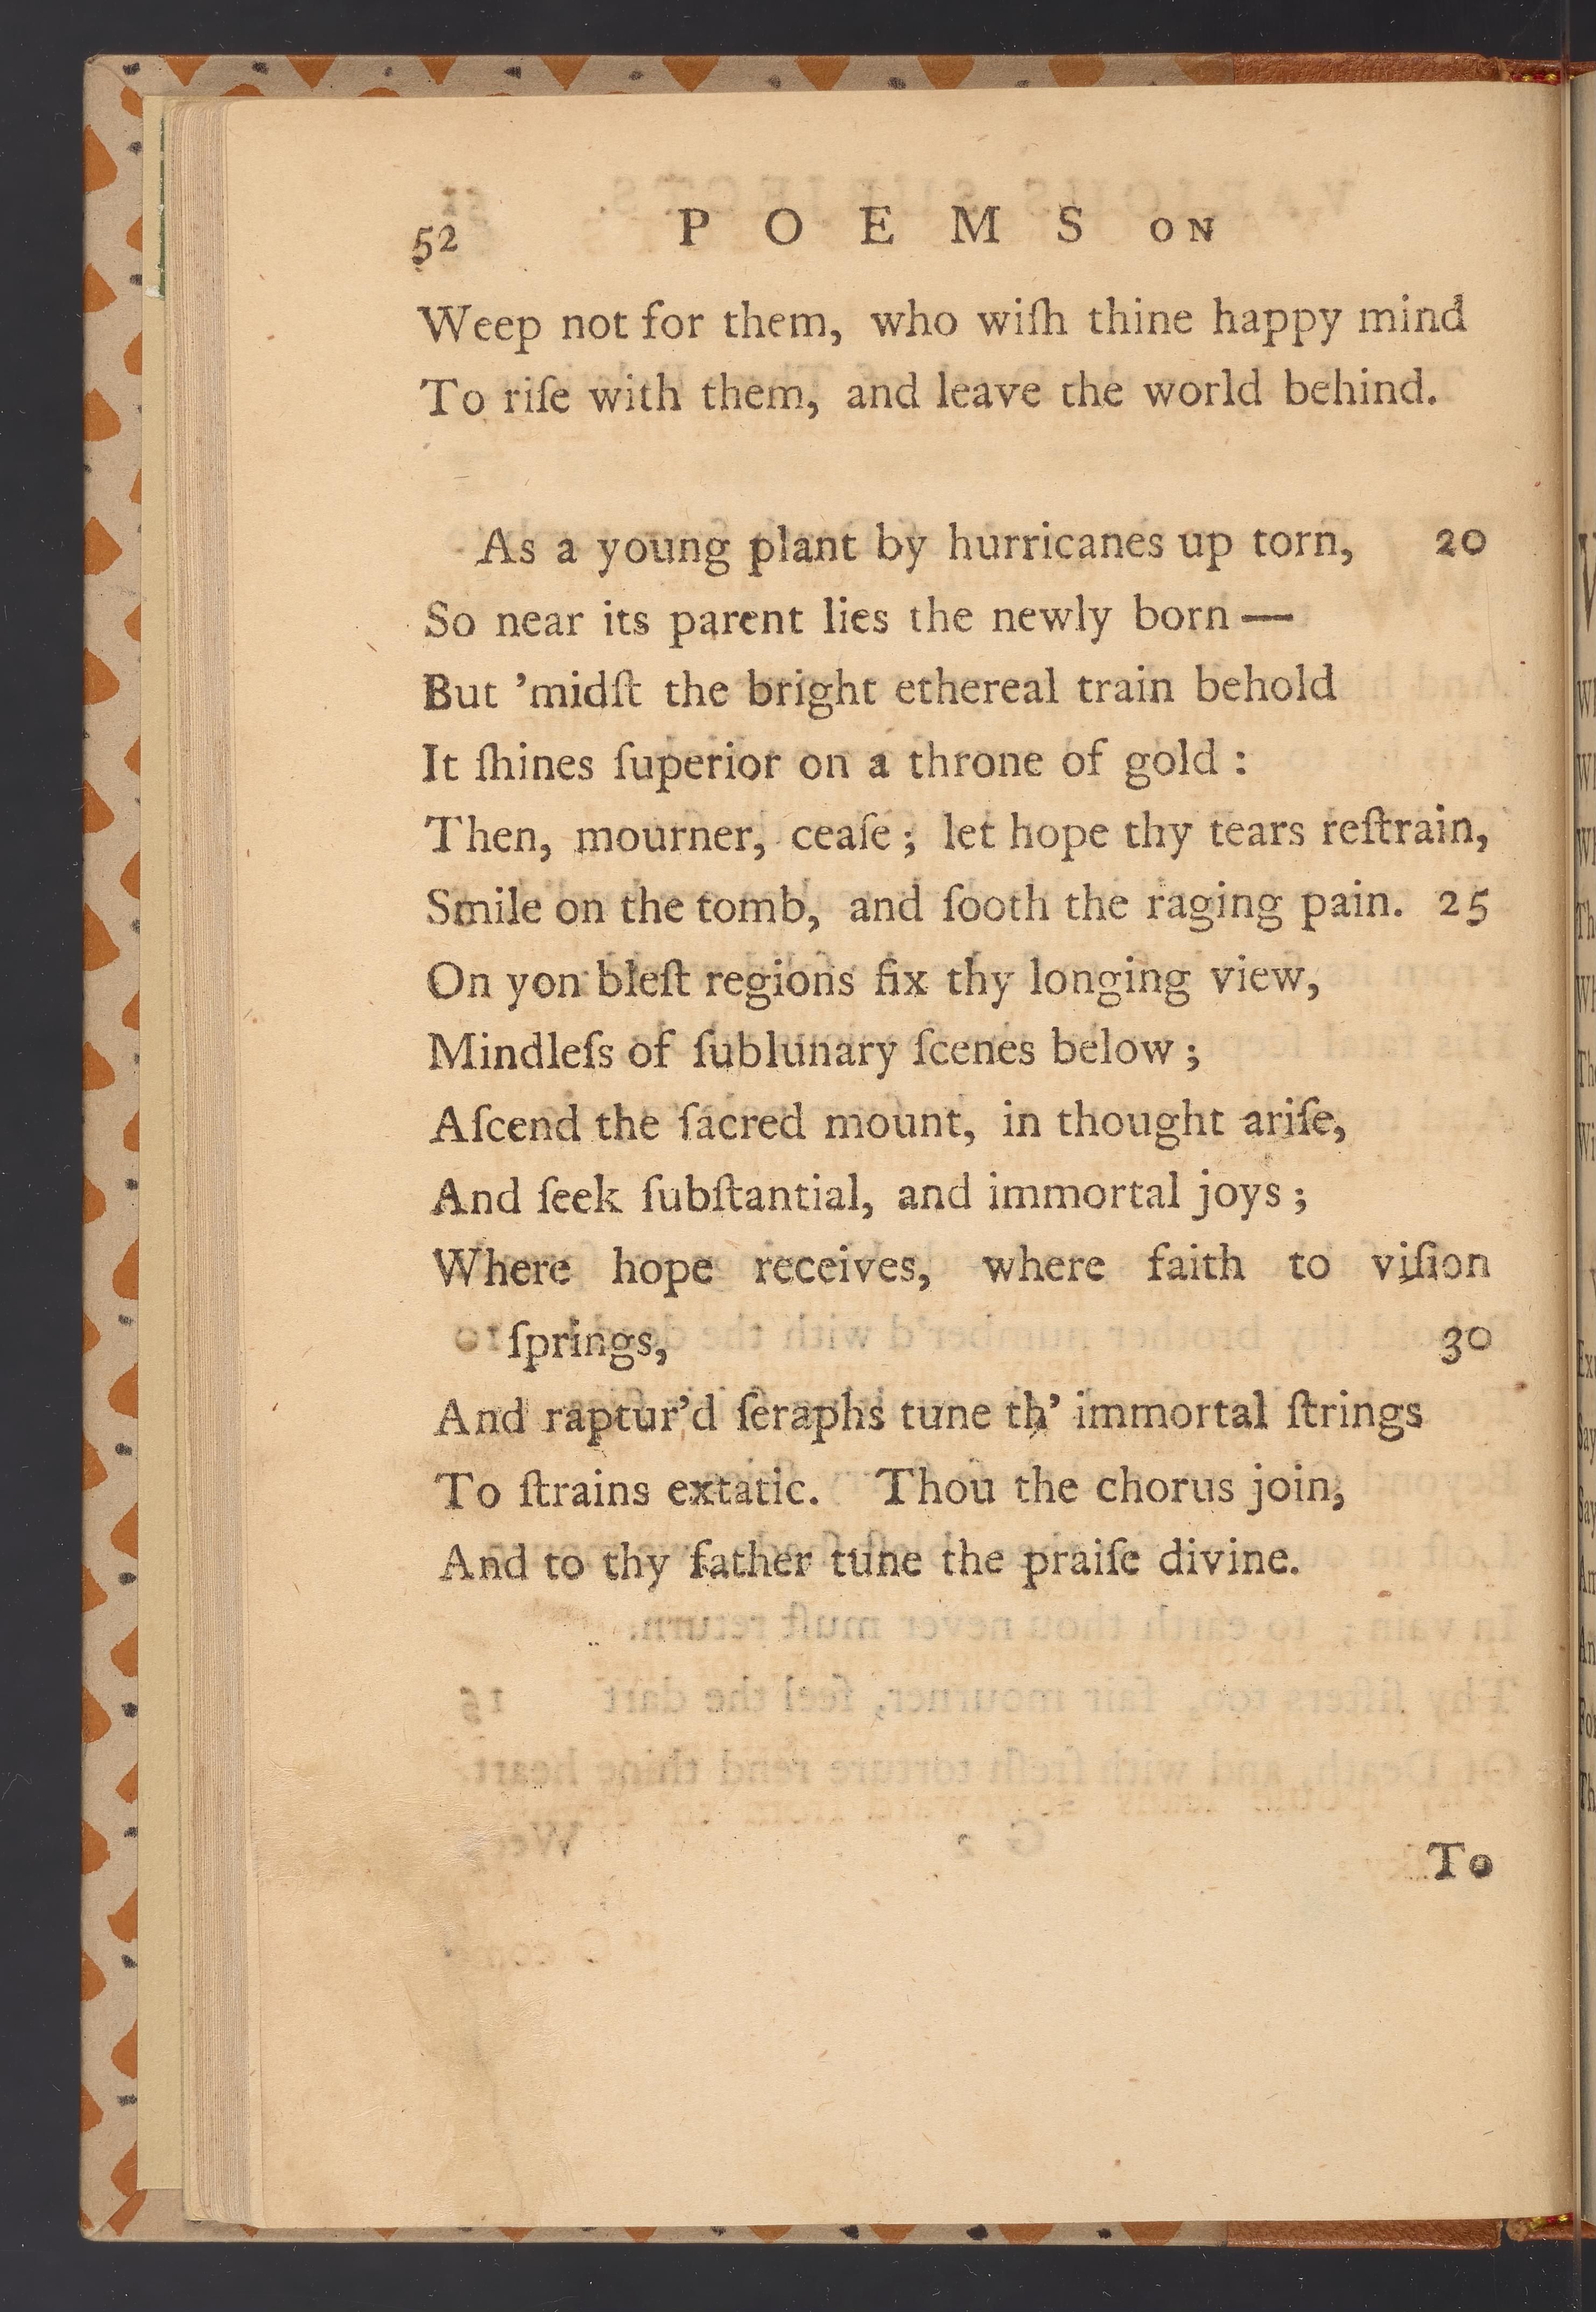 52 P O E M S ON
Weep not for them, who wiſh thine happy mind
To riſe with them, and leave the world behind.
As a young plant by hurricanes up torn, 20
So near its parent lies the newly born —
But ’midſt the bright ethereal train behold
It ſhines ſuperior on a throne of gold :
Then, mourner, ceaſe ; let hope thy tears reſtrain,
Smile on the tomb, and ſooth the raging pain. 25
On yon bleſt regions fix thy longing view,
Mindleſs of ſublunary ſcenes below ;
Aſcend the ſacred mount, in thought ariſe,
And ſeek ſubſtantial, and immortal joys ;
Where hope receives, where faith to viſion
ſprings, 30
And raptur’d ſeraphs tune th’ immortal ſtrings
To ſtrains extatic. Thou the chorus join,
And to thy father tune the praiſe divine.
To